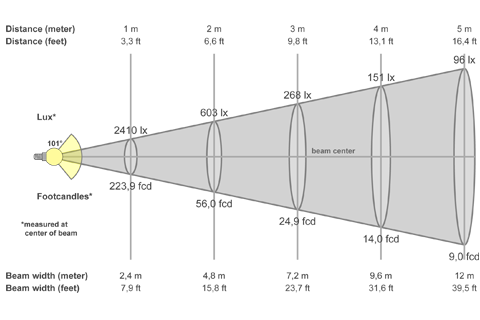 Distance (meter) 1 m 2 m 3 m 4 m 5 m
Distance (feet) 3,3 ft 6,6 ft 9,8 ft 13,1 ft 16,4 ft
96 lx
151 lx
268 lx
603 lx
Lux*
2410 lx
101°
beam center
223,9 fcd
Footcandles*
56,0 fcd
24,9 fcd
*measured at
center of beam
14,0 fcd
9,0 fcd
Beam width (meter) 2,4 m 4,8 m 7,2 m 9,6 m 12 m
Beam width (feet) 7,9 ft 15,8 ft 23,7 ft 31,6 ft 39,5 ft